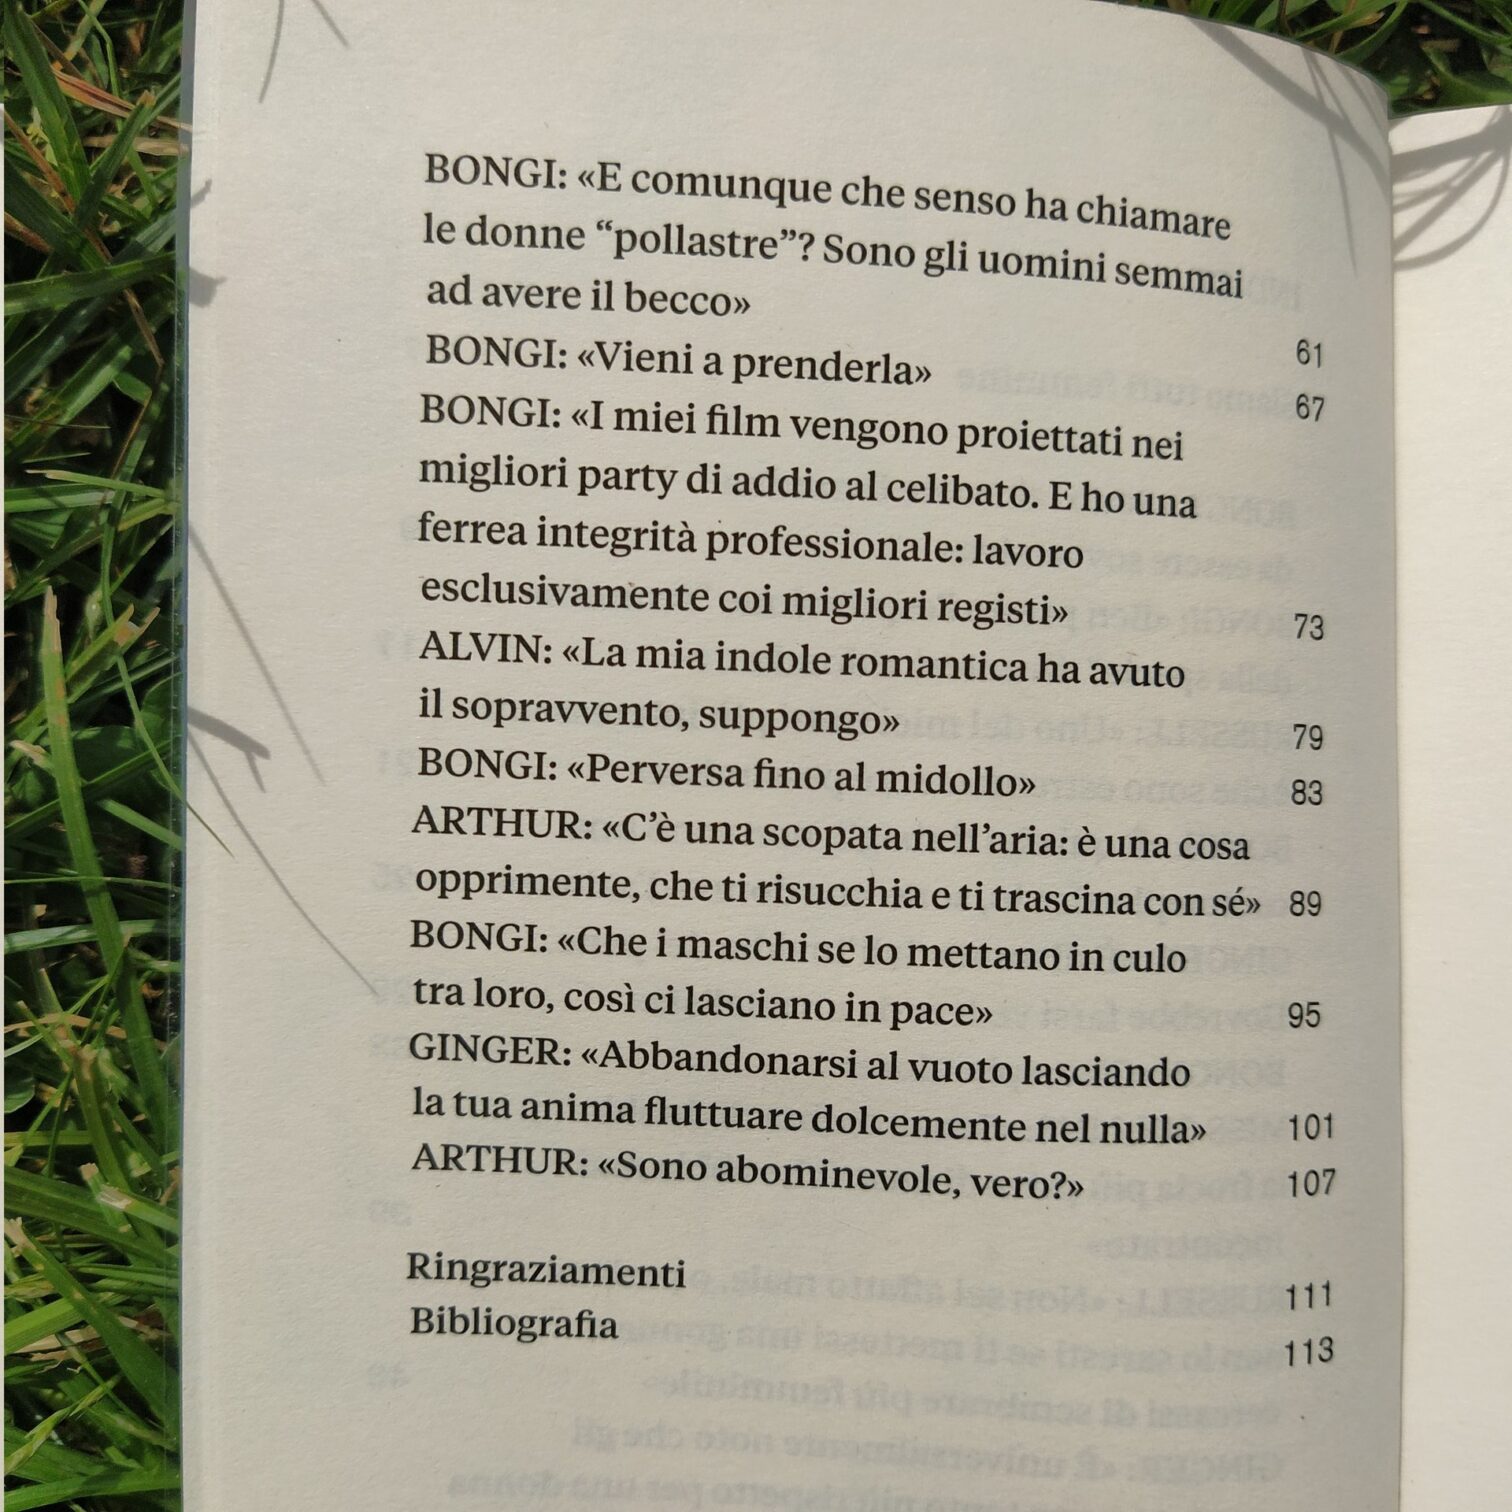 BONGI: «E comunque che senso ha chiamare
le donne “pollastre”? Sono gli uomini semmai
ad avere il becco» 61
BONGI: «Vieni a prenderla» 67
BONGI: «I miei film vengono proiettati nei
migliori party di addio al celibato. E ho una
ferrea integrità professionale: lavoro
esclusivamente coi migliori registi» 73
ALVIN: «La mia indole romantica ha avuto
il sopravvento, suppongo» 79
BONGI: «Perversa fino al midollo» 83
ARTHUR: «C’è una scopata nell’aria: è una cosa
opprimente, che ti risucchia e ti trascina con sé» 89
BONGI: «Che i maschi se lo mettano in culo
tra loro, così ci lasciano in pace» 95
GINGER: «Abbandonarsi al vuoto lasciando
la tua anima fluttuare dolcemente nel nulla» 101
ARTHUR: «Sono abominevole, vero?» 107
Ringraziamenti 111
Bibliografia 113